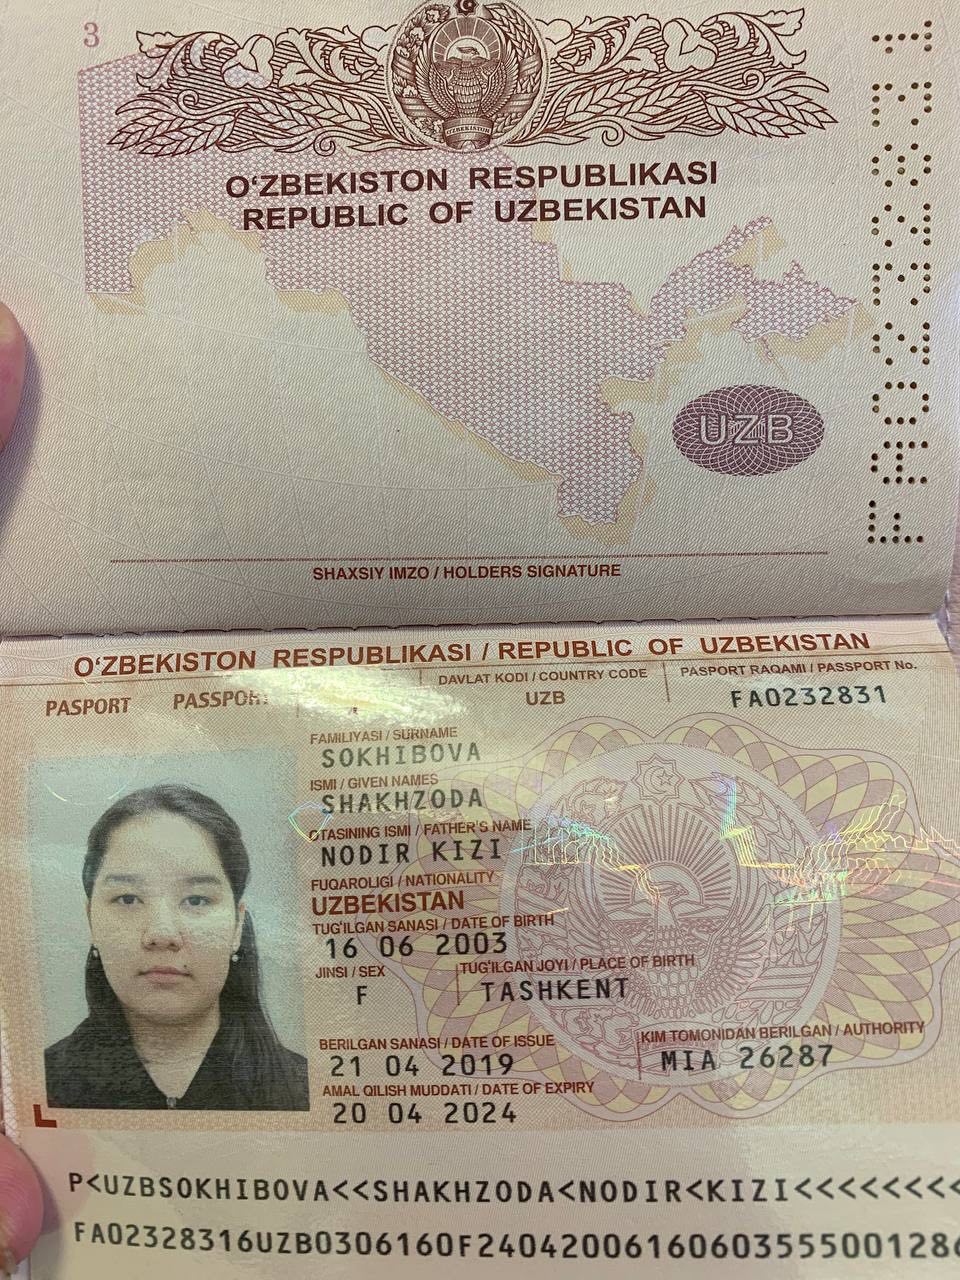 3
UZBEKISTON
O‘ZBEKISTON RESPUBLIKASI
REPUBLIC OF UZBEKISTAN
FA0232831
UZB
SHAXSIY IMZO / HOLDERS SIGNATURE
O‘ZBEKISTON RESPUBLIKASI / REPUBLIC OF UZBEKISTAN
PASPORT PASSPORT
DAVLAT KODI / COUNTRY CODE
UZB
PASPORT RAQAMI / PASSPORT No.
FA0232831
FAMILIYASI / SURNAME
SOKHIBOVA
ISMI / GIVEN NAMES
SHAKHZODA
OTASINING ISMI / FATHER'S NAME
NODIR KIZI
FUQAROLIGI / NATIONALITY
UZBEKISTAN
TUG'ILGAN SANASI / DATE OF BIRTH
16 06 2003
JINSI / SEX
F
TUG'ILGAN JOYI / PLACE OF BIRTH
TASHKENT
BERILGAN SANASI / DATE OF ISSUE
21 04 2019
KIM TOMONIDAN BERILGAN / AUTHORITY
MIA 26287
AMAL QILISH MUDDATI / DATE OF EXPIRY
20 04 2024
P<UZBSOKHIBOVA<<SHAKHZODA<NODIR<KIZI<<<<<<<<
FA02328316UZB0306160F24042006160603555500128